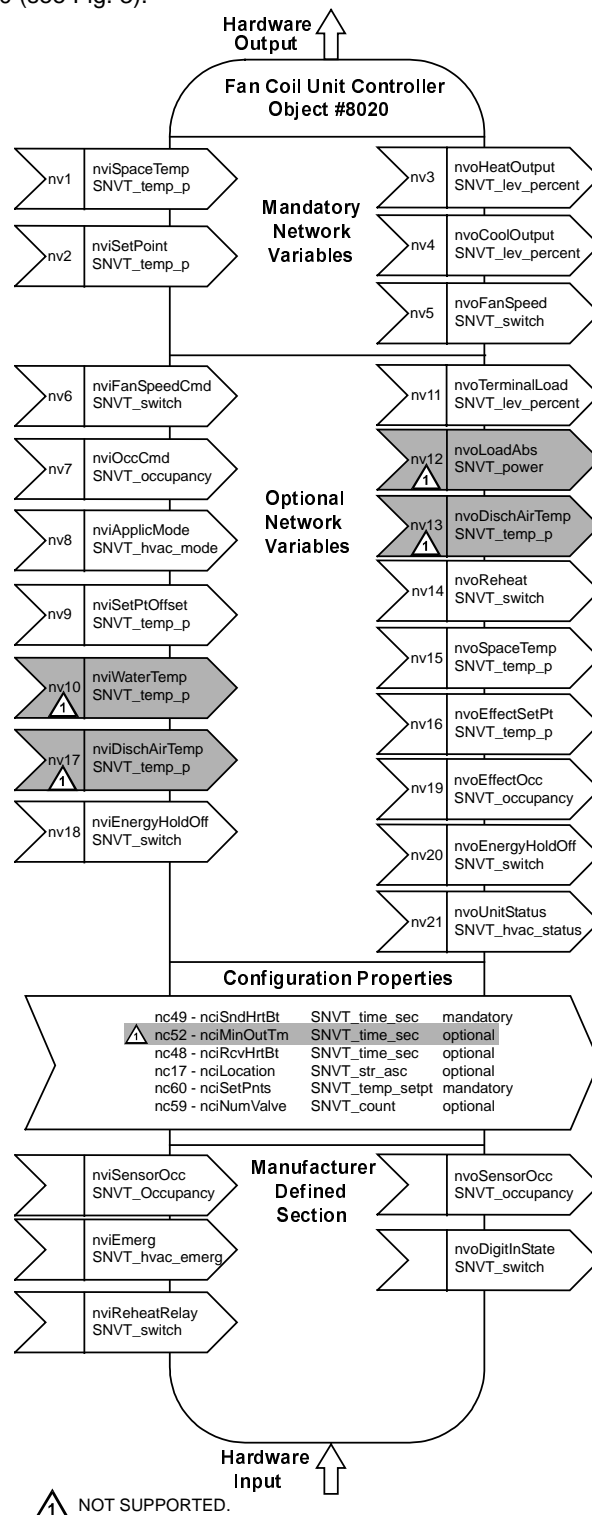 0 (see Fig. 3).
Hardware
Output
Fan Coil Unit Controller
Object #8020
nv1
nviSpaceTemp
SNVT_temp_p
nv2
nviSetPoint
SNVT_temp_p
Mandatory
Network
Variables
nv3
nvoHeatOutput
SNVT_lev_percent
nv4
nvoCoolOutput
SNVT_lev_percent
nv5
nvoFanSpeed
SNVT_switch
nv6
nviFanSpeedCmd
SNVT_switch
nv7
nviOccCmd
SNVT_occupancy
nv8
nviApplicMode
SNVT_hvac_mode
nv9
nviSetPtOffset
SNVT_temp_p
nv10
1
nviWaterTemp
SNVT_temp_p
nv17
1
nviDischAirTemp
SNVT_temp_p
nv18
nviEnergyHoldOff
SNVT_switch
Optional
Network
Variables
nv11
nvoTerminalLoad
SNVT_lev_percent
nv12
1
nvoLoadAbs
SNVT_power
nv13
1
nvoDischAirTemp
SNVT_temp_p
nv14
nvoReheat
SNVT_switch
nv15
nvoSpaceTemp
SNVT_temp_p
nv16
nvoEffectSetPt
SNVT_temp_p
nv19
nvoEffectOcc
SNVT_occupancy
nv20
nvoEnergyHoldOff
SNVT_switch
nv21
nvoUnitStatus
SNVT_hvac_status
Configuration Properties
nc49 - nciSndHrtBt SNVT_time_sec mandatory
1 nc52 - nciMinOutTm SNVT_time_sec optional
nc48 - nciRcvHrtBt SNVT_time_sec optional
nc17 - nciLocation SNVT_str_asc optional
nc60 - nciSetPnts SNVT_temp_setpt mandatory
nc59 - nciNumValve SNVT_count optional
nviSensorOcc
SNVT_Occupancy
nviEmerg
SNVT_hvac_emerg
nviReheatRelay
SNVT_switch
Manufacturer
Defined
Section
nvoSensorOcc
SNVT_occupancy
nvoDigitInState
SNVT_switch
Hardware
Input
1 NOT SUPPORTED.